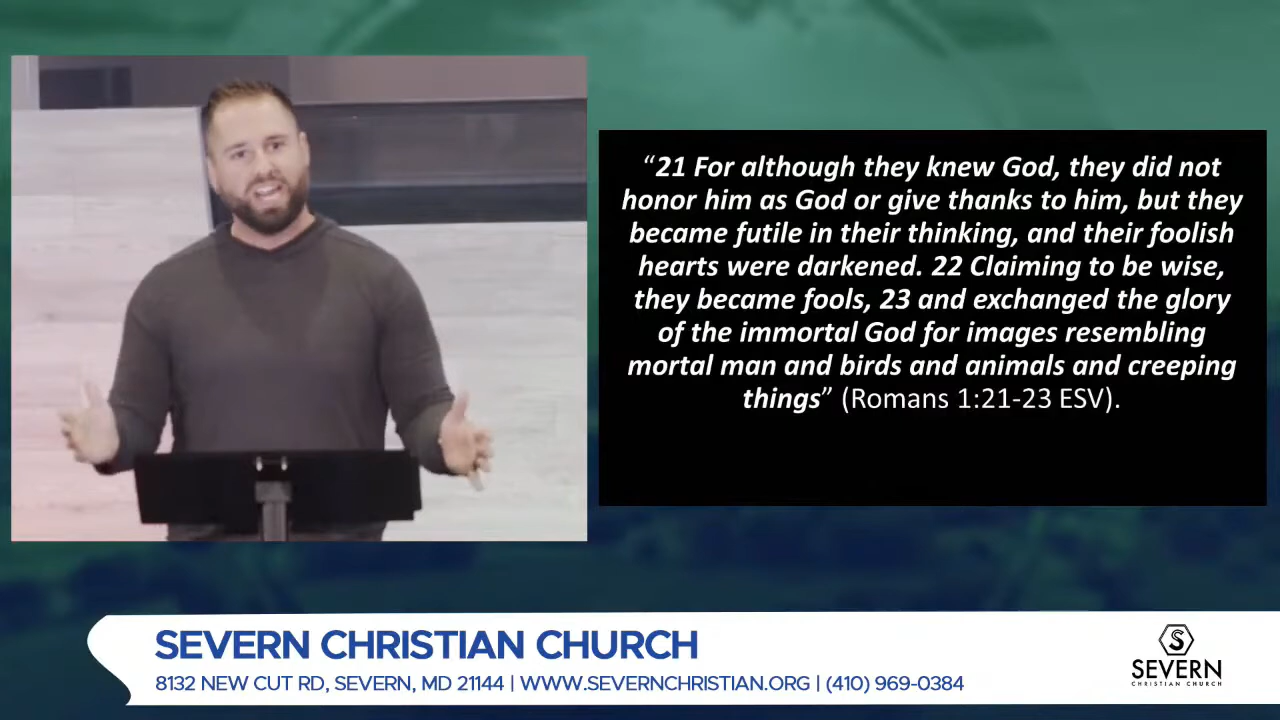 “21 For although they knew God, they did not
honor him as God or give thanks to him, but they
became futile in their thinking, and their foolish
hearts were darkened. 22 Claiming to be wise,
they became fools, 23 and exchanged the glory
of the immortal God for images resembling
mortal man and birds and animals and creeping
things” (Romans 1:21-23 ESV).
SEVERN CHRISTIAN CHURCH
8132 NEW CUT RD, SEVERN, MD 21144 | WWW.SEVERNCHRISTIAN.ORG | (410) 969-0384
S
SEVERN
CHRISTIAN CHURCH